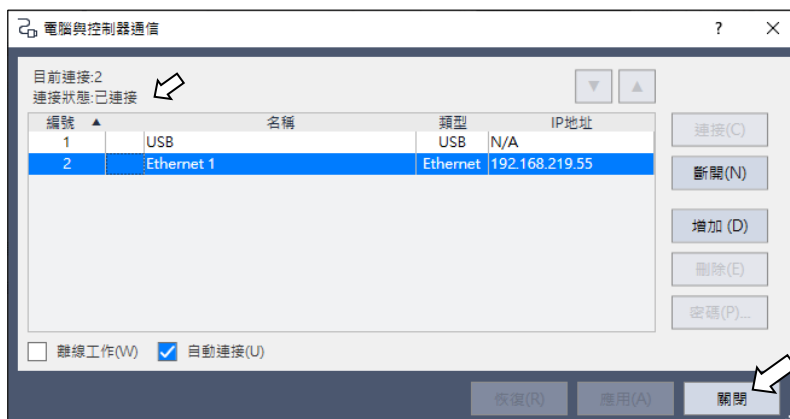 電腦與控制器通信 ?
目前連接:2
連接狀態:已連接
編號 名稱 類型 IP地址
1 USB USB N/A
2 Ethernet 1 Ethernet 192.168.219.55
連接(C)
斷開(N)
增加 (D)
刪除(E)
密碼(P)...
離線工作(W) 自動連接(U)
恢復(R) 應用(A) 關閉